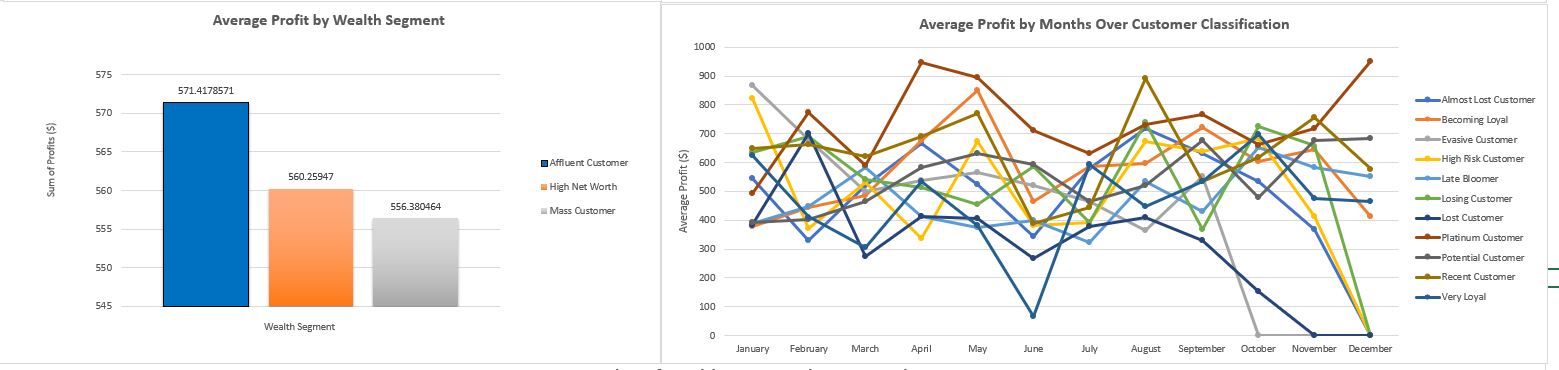 Average Profit by Wealth Segment
575
570
565
560
555
550
545
Sum of Profits ($)
571.4178571
560.25947
556.380464
Wealth Segment
Affluent Customer
High Net Worth
Mass Customer
Average Profit by Months Over Customer Classification
1000
900
800
700
600
500
400
300
200
100
0
Average Profit ($)
January February March April May June July August September October November December
Almost Lost Customer
Becoming Loyal
Evasive Customer
High Risk Customer
Late Bloomer
Losing Customer
Lost Customer
Platinum Customer
Potential Customer
Recent Customer
Very Loyal